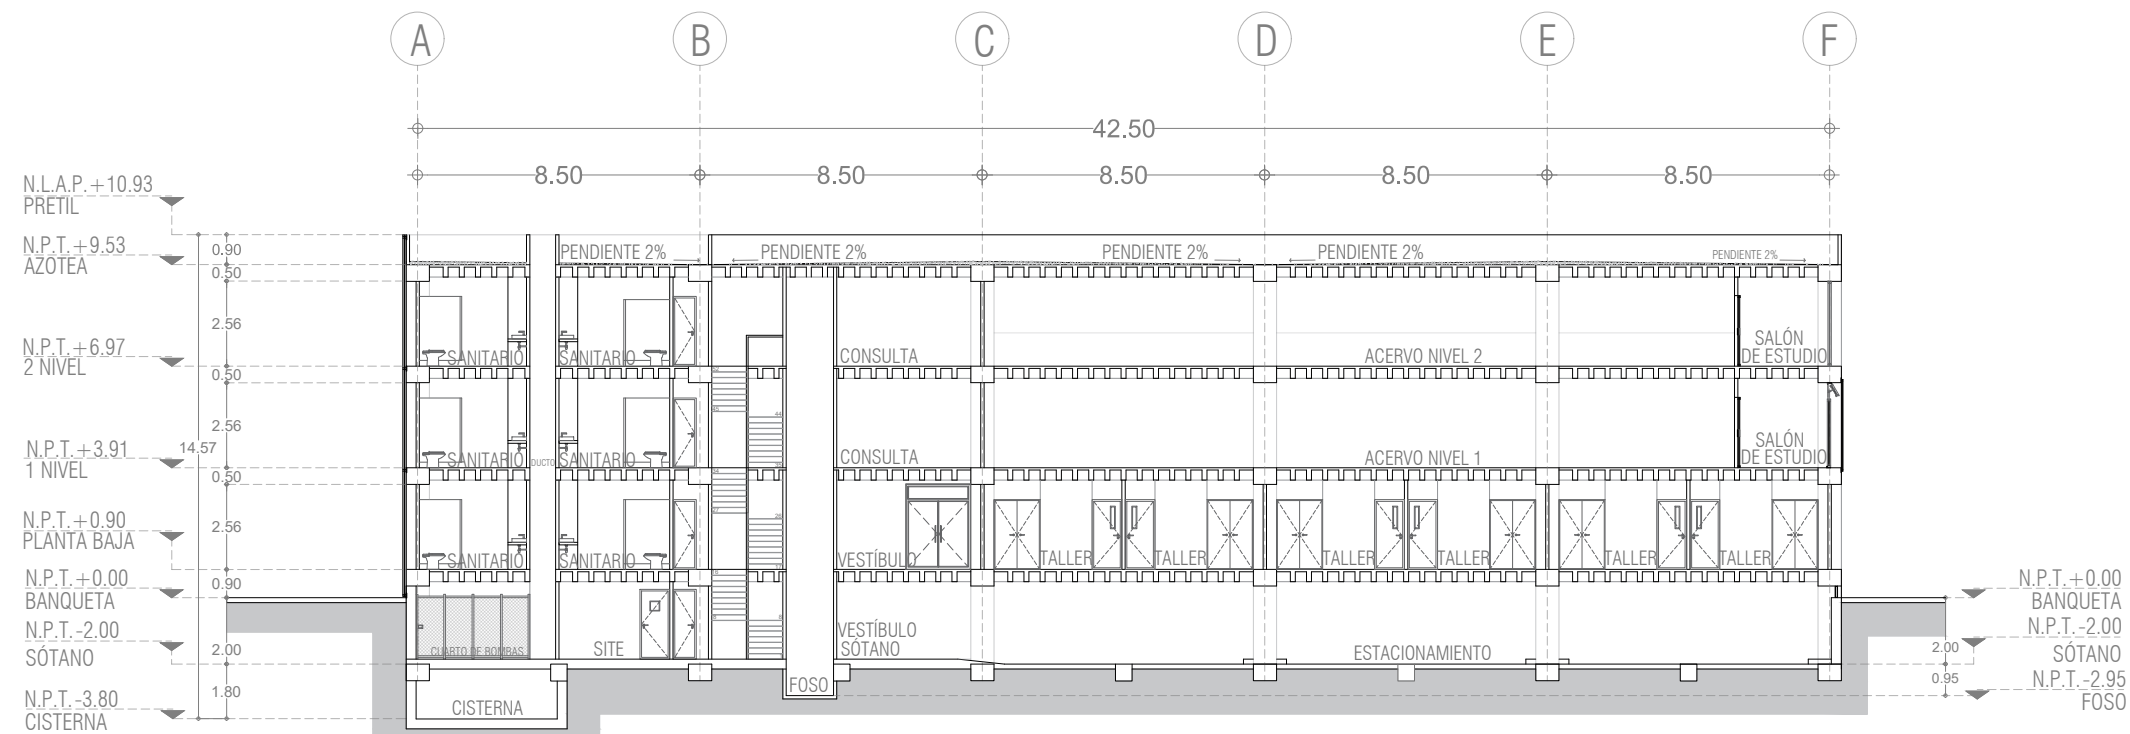 A B C D E F
42.50
8.50 8.50 8.50 8.50 8.50
N.L.A.P.+10.93
PRETIL
N.P.T.+9.53
AZOTEA
N.P.T.+6.97
2 NIVEL
N.P.T.+3.91
1 NIVEL
N.P.T.+0.90
PLANTA BAJA
N.P.T.+0.00
BANQUETA
N.P.T.-2.00
SÓTANO
N.P.T.-3.80
CISTERNA
14.57
0.90
0.50
2.56
0.50
2.56
0.50
2.56
0.90
2.00
1.80
PENDIENTE 2% PENDIENTE 2% PENDIENTE 2% PENDIENTE 2% PENDIENTE 2%
SANITARIO SANITARIO CONSULTA ACERVO NIVEL 2 SALÓN
DE ESTUDIO
45 44
SANITARIO DUCTO SANITARIO CONSULTA ACERVO NIVEL 1 SALÓN
DE ESTUDIO
27 26
SANITARIO SANITARIO VESTÍBULO TALLER TALLER TALLER TALLER TALLER TALLER
CUARTO DE BOMBAS SITE VESTÍBULO
SÓTANO
ESTACIONAMIENTO
FOSO
CISTERNA
N.P.T.+0.00
BANQUETA
N.P.T.-2.00
SÓTANO
N.P.T.-2.95
FOSO
2.00
0.95